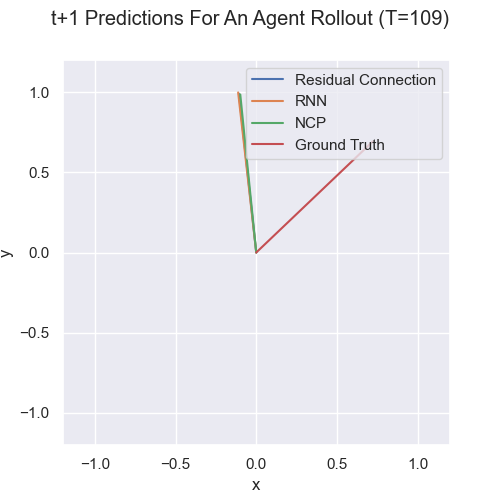 t+1 Predictions For An Agent Rollout (T=109)
Residual Connection
RNN
NCP
Ground Truth
1.0
0.5
0.0
−0.5
−1.0
y
−1.0 −0.5 0.0 0.5 1.0
x